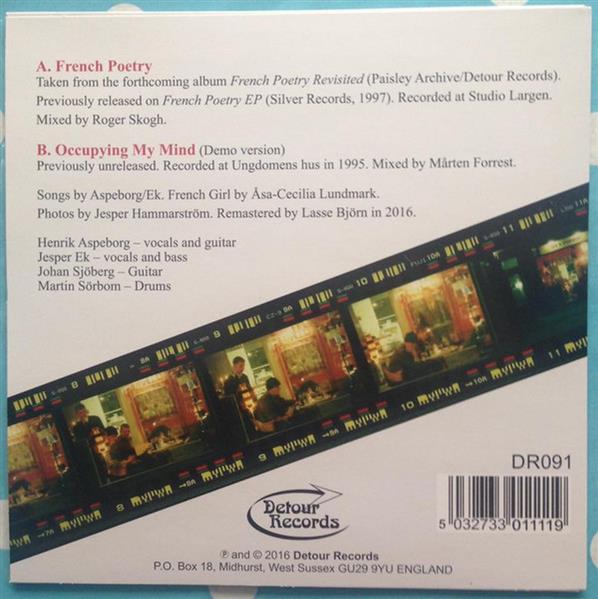 A. French Poetry
Taken from the forthcoming album French Poetry Revisited (Paisley Archive/Detour Records).
Previously released on French Poetry EP (Silver Records, 1997). Recorded at Studio Largen.
Mixed by Roger Skogh.
B. Occupying My Mind (Demo version)
Previously unreleased. Recorded at Ungdomens hus in 1995. Mixed by Mårten Forrest.
Songs by Aspeborg/Ek. French Girl by Åsa-Cecilia Lundmark.
Photos by Jesper Hammarström. Remastered by Lasse Björn in 2016.
Henrik Aspeborg – vocals and guitar
Jesper Ek – vocals and bass
Johan Sjöberg – Guitar
Martin Sörbom – Drums
DR091
5 032733 011119
Detour
Records
℗ and © 2016 Detour Records
P.O. Box 18, Midhurst, West Sussex GU29 9YU ENGLAND